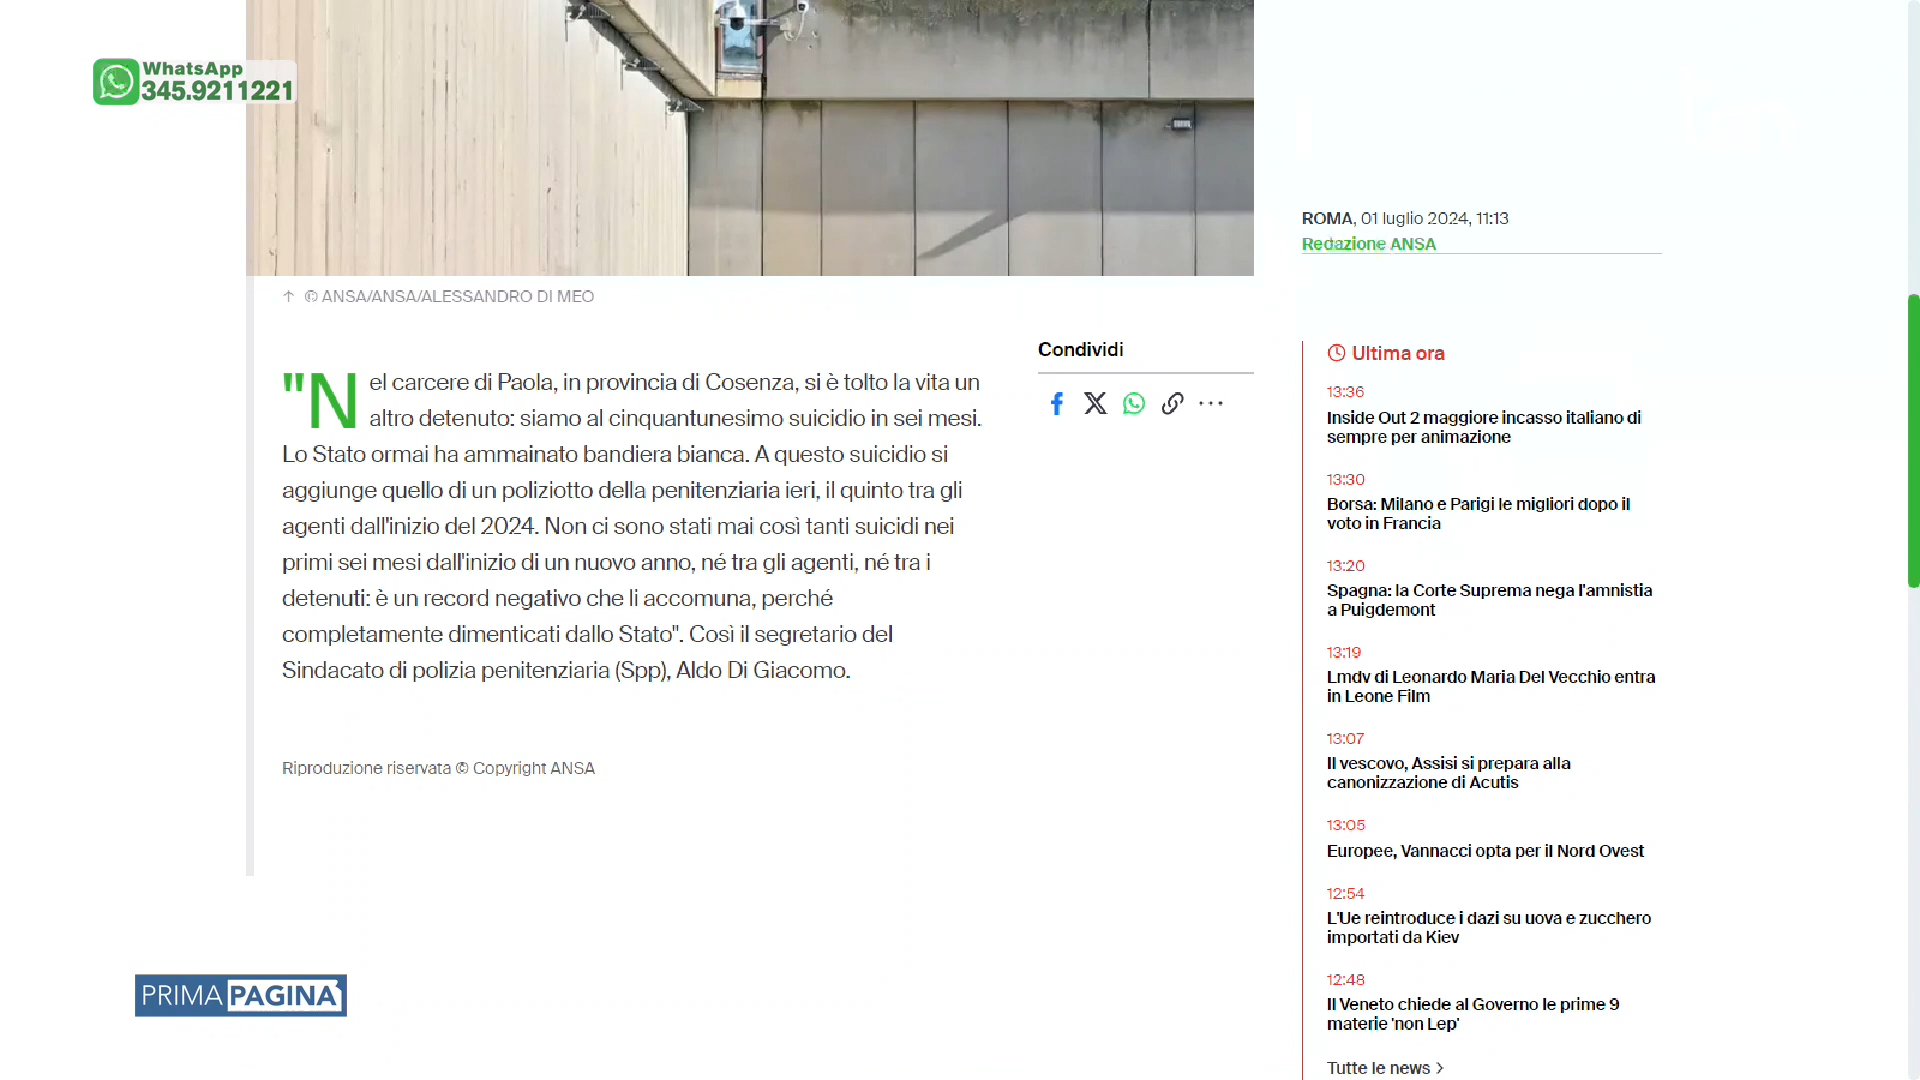 WhatsApp
345.9211221
ROMA, 01 luglio 2024, 11:13
Redazione ANSA
↑ © ANSA/ANSA/ALESSANDRO DI MEO
"Nel carcere di Paola, in provincia di Cosenza, si è tolto la vita un
altro detenuto: siamo al cinquantunesimo suicidio in sei mesi.
Lo Stato ormai ha ammainato bandiera bianca. A questo suicidio si
aggiunge quello di un poliziotto della penitenziaria ieri, il quinto tra gli
agenti dall'inizio del 2024. Non ci sono stati mai così tanti suicidi nei
primi sei mesi dall'inizio di un nuovo anno, né tra gli agenti, né tra i
detenuti: è un record negativo che li accomuna, perché
completamente dimenticati dallo Stato". Così il segretario del
Sindacato di polizia penitenziaria (Spp), Aldo Di Giacomo.
Riproduzione riservata © Copyright ANSA
Condividi
Ultima ora
13:36
Inside Out 2 maggiore incasso italiano di
sempre per animazione
13:30
Borsa: Milano e Parigi le migliori dopo il
voto in Francia
13:20
Spagna: la Corte Suprema nega l'amnistia
a Puigdemont
13:19
Lmdv di Leonardo Maria Del Vecchio entra
in Leone Film
13:07
Il vescovo, Assisi si prepara alla
canonizzazione di Acutis
13:05
Europee, Vannacci opta per il Nord Ovest
12:54
L'Ue reintroduce i dazi su uova e zucchero
importati da Kiev
12:48
Il Veneto chiede al Governo le prime 9
materie 'non Lep'
Tutte le news >
PRIMA PAGINA